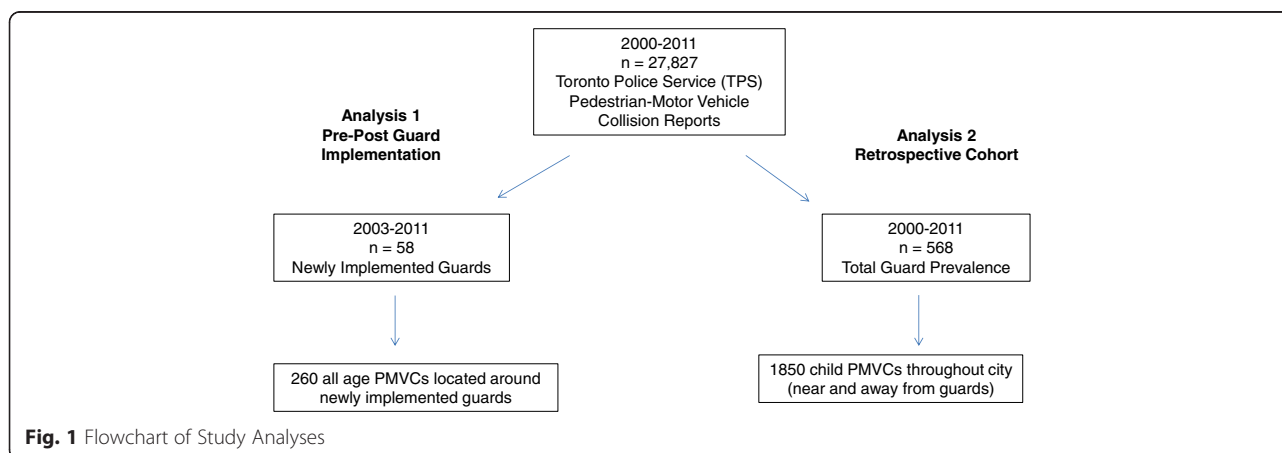 2000-2011
n = 27,827
Toronto Police Service (TPS)
Pedestrian-Motor Vehicle
Collision Reports
Analysis 1
Pre-Post Guard
Implementation
Analysis 2
Retrospective Cohort
2003-2011
n = 58
Newly Implemented Guards
2000-2011
n = 568
Total Guard Prevalence
260 all age PMVCs located around
newly implemented guards
1850 child PMVCs throughout city
(near and away from guards)
Fig. 1 Flowchart of Study Analyses